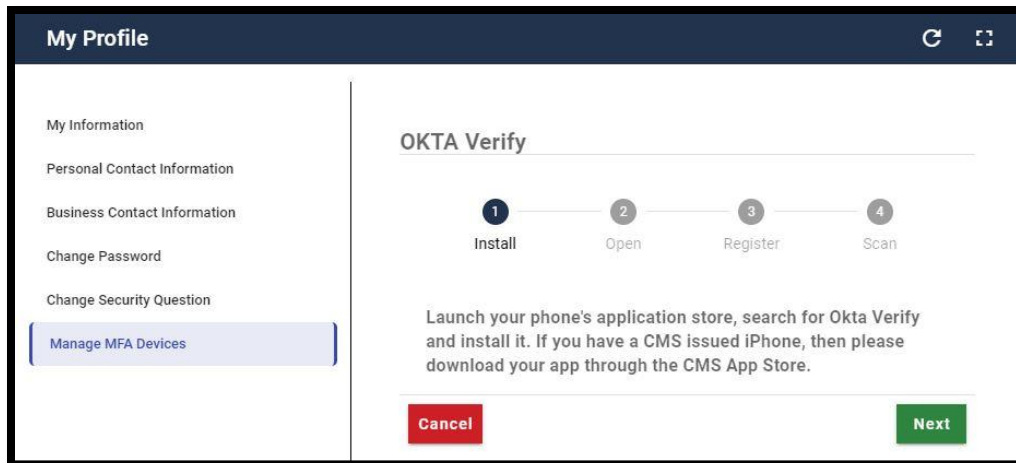 My Profile
My Information
Personal Contact Information
Business Contact Information
Change Password
Change Security Question
Manage MFA Devices
OKTA Verify
1 2 3 4
Install Open Register Scan
Launch your phone's application store, search for Okta Verify
and install it. If you have a CMS issued iPhone, then please
download your app through the CMS App Store.
Cancel Next